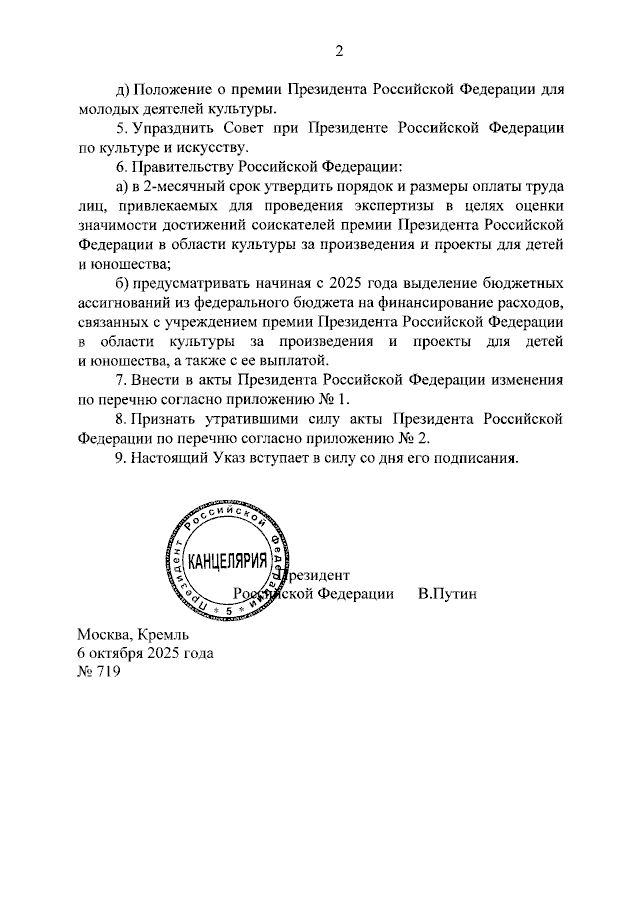 2
д) Положение о премии Президента Российской Федерации для
молодых деятелей культуры.
5. Упразднить Совет при Президенте Российской Федерации
по культуре и искусству.
6. Правительству Российской Федерации:
а) в 2-месячный срок утвердить порядок и размеры оплаты труда
лиц, привлекаемых для проведения экспертизы в целях оценки
значимости достижений соискателей премии Президента Российской
Федерации в области культуры за произведения и проекты для детей
и юношества;
б) предусматривать начиная с 2025 года выделение бюджетных
ассигнований из федерального бюджета на финансирование расходов,
связанных с учреждением премии Президента Российской Федерации
в области культуры за произведения и проекты для детей
и юношества, а также с ее выплатой.
7. Внести в акты Президента Российской Федерации изменения
по перечню согласно приложению № 1.
8. Признать утратившими силу акты Президента Российской
Федерации по перечню согласно приложению № 2.
9. Настоящий Указ вступает в силу со дня его подписания.
Президент Российской Федерации
* 5 *
КАНЦЕЛЯРИЯ
Президент
Российской Федерации В.Путин
Москва, Кремль
6 октября 2025 года
№ 719